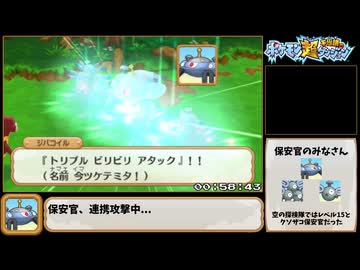 ポケモン超不思議のダンジョン
ジバコイル
『トリプル ビリビリ アタック』！！
（名前 今ツケテミタ！）
00:58:43
保安官、連携攻撃中...
保安官のみなさん
空の探検隊ではレベル15と
クソザコ保安官だった